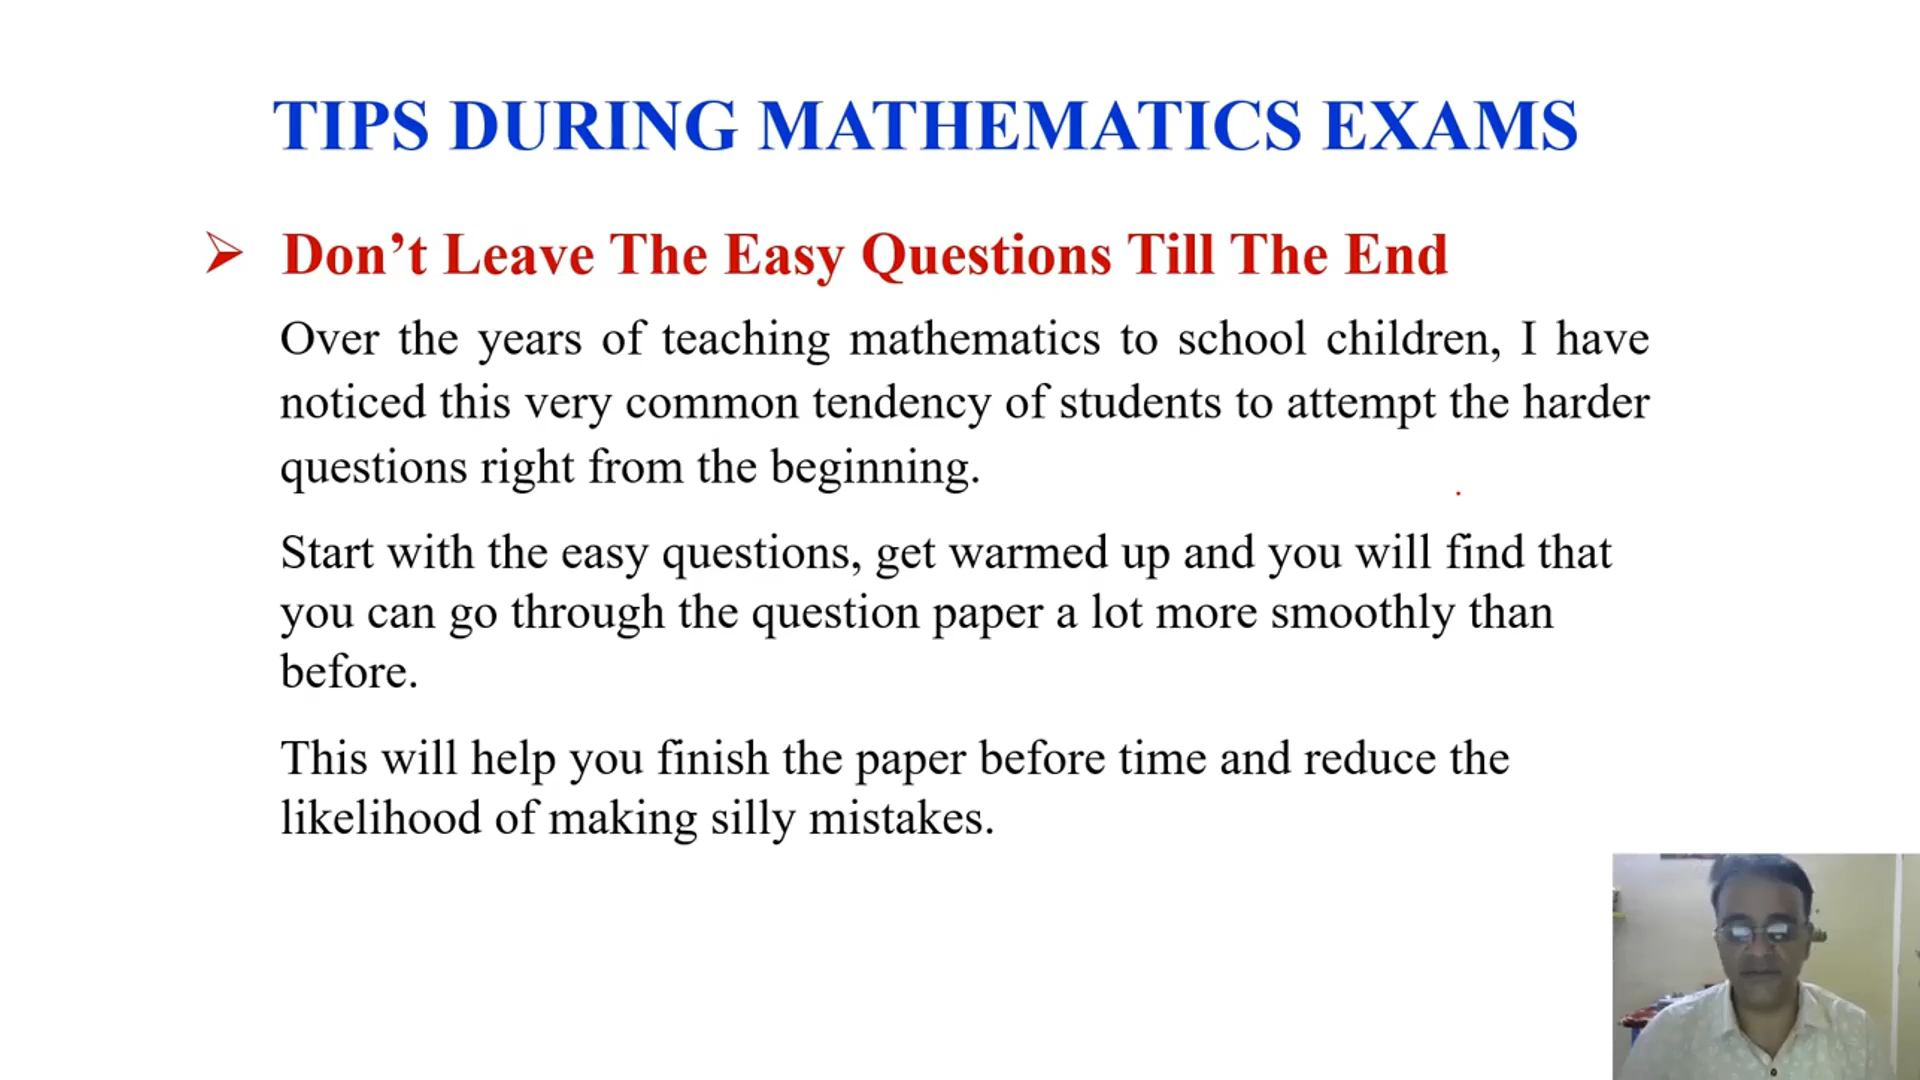 TIPS DURING MATHEMATICS EXAMS
Don’t Leave The Easy Questions Till The End
Over the years of teaching mathematics to school children, I have
noticed this very common tendency of students to attempt the harder
questions right from the beginning.
Start with the easy questions, get warmed up and you will find that
you can go through the question paper a lot more smoothly than
before.
This will help you finish the paper before time and reduce the
likelihood of making silly mistakes.